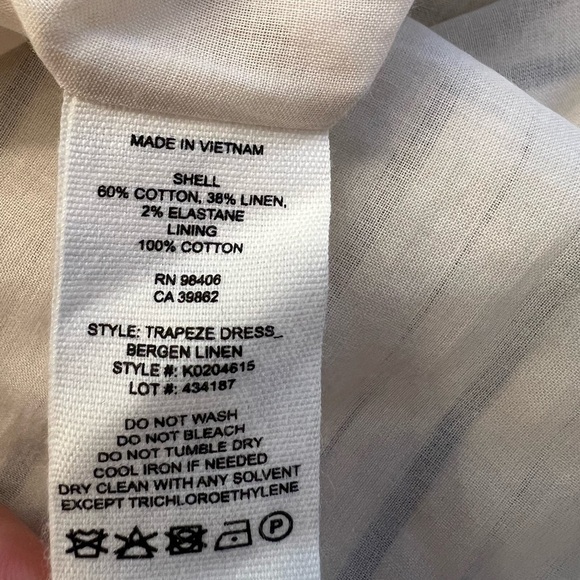 MADE IN VIETNAM
SHELL
60% COTTON, 38% LINEN,
2% ELASTANE
LINING
100% COTTON
RN 98406
CA 39862
STYLE: TRAPEZE DRESS_
BERGEN LINEN
STYLE #: K0204615
LOT #: 434187
DO NOT WASH
DO NOT BLEACH
DO NOT TUMBLE DRY
COOL IRON IF NEEDED
DRY CLEAN WITH ANY SOLVENT
EXCEPT TRICHLOROETHYLENE
P